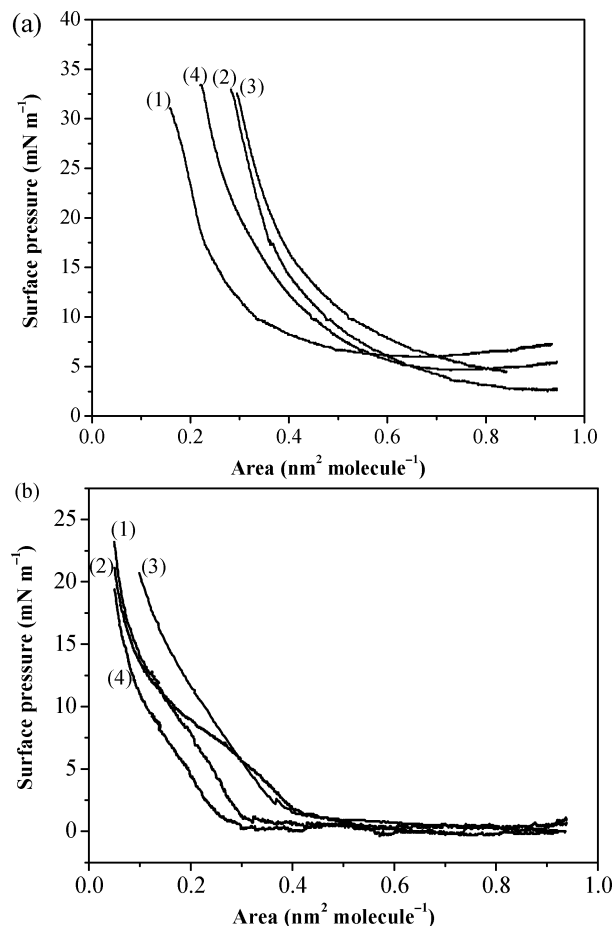 (a)
40
35
30
25
20
15
10
5
0
Surface pressure (mN m⁻¹)
(1)
(4)
(2)
(3)
0.0 0.2 0.4 0.6 0.8 1.0
Area (nm² molecule⁻¹)
(b)
25
20
15
10
5
0
Surface pressure (mN m⁻¹)
(1)
(2)
(3)
(4)
0.0 0.2 0.4 0.6 0.8 1.0
Area (nm² molecule⁻¹)